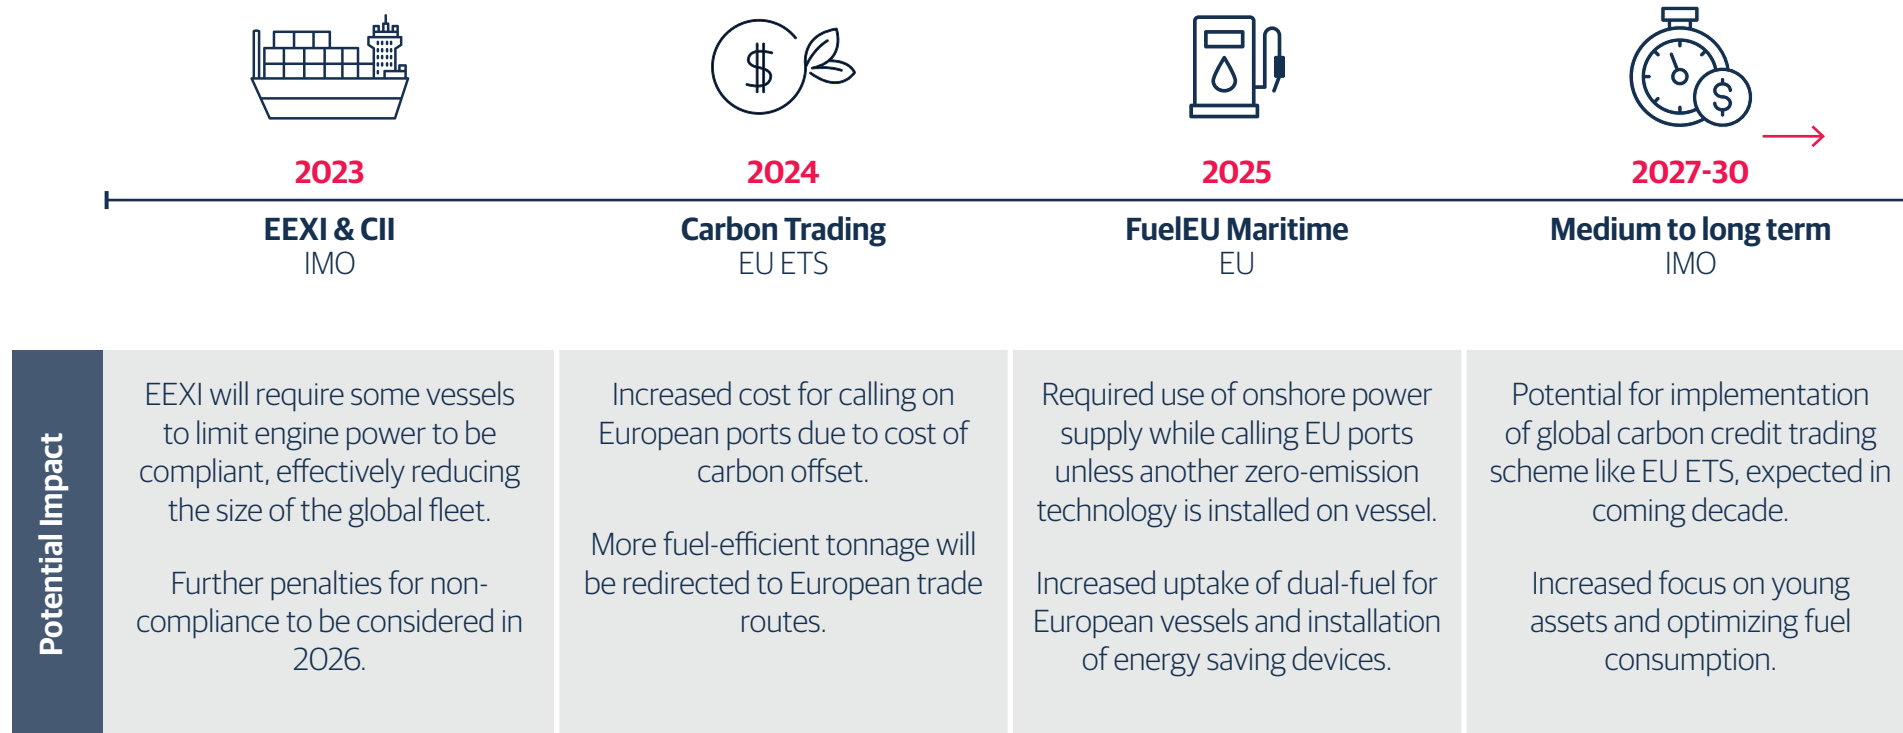 2023
2024
2025
2027-30
EEXI & CII
IMO
Carbon Trading
EU ETS
FuelEU Maritime
EU
Medium to long term
IMO
Potential Impact
EEXI will require some vessels
to limit engine power to be
compliant, effectively reducing
the size of the global fleet.
Further penalties for non-
compliance to be considered in
2026.
Increased cost for calling on
European ports due to cost of
carbon offset.
More fuel-efficient tonnage will
be redirected to European trade
routes.
Required use of onshore power
supply while calling EU ports
unless another zero-emission
technology is installed on vessel.
Increased uptake of dual-fuel for
European vessels and installation
of energy saving devices.
Potential for implementation
of global carbon credit trading
scheme like EU ETS, expected in
coming decade.
Increased focus on young
assets and optimizing fuel
consumption.